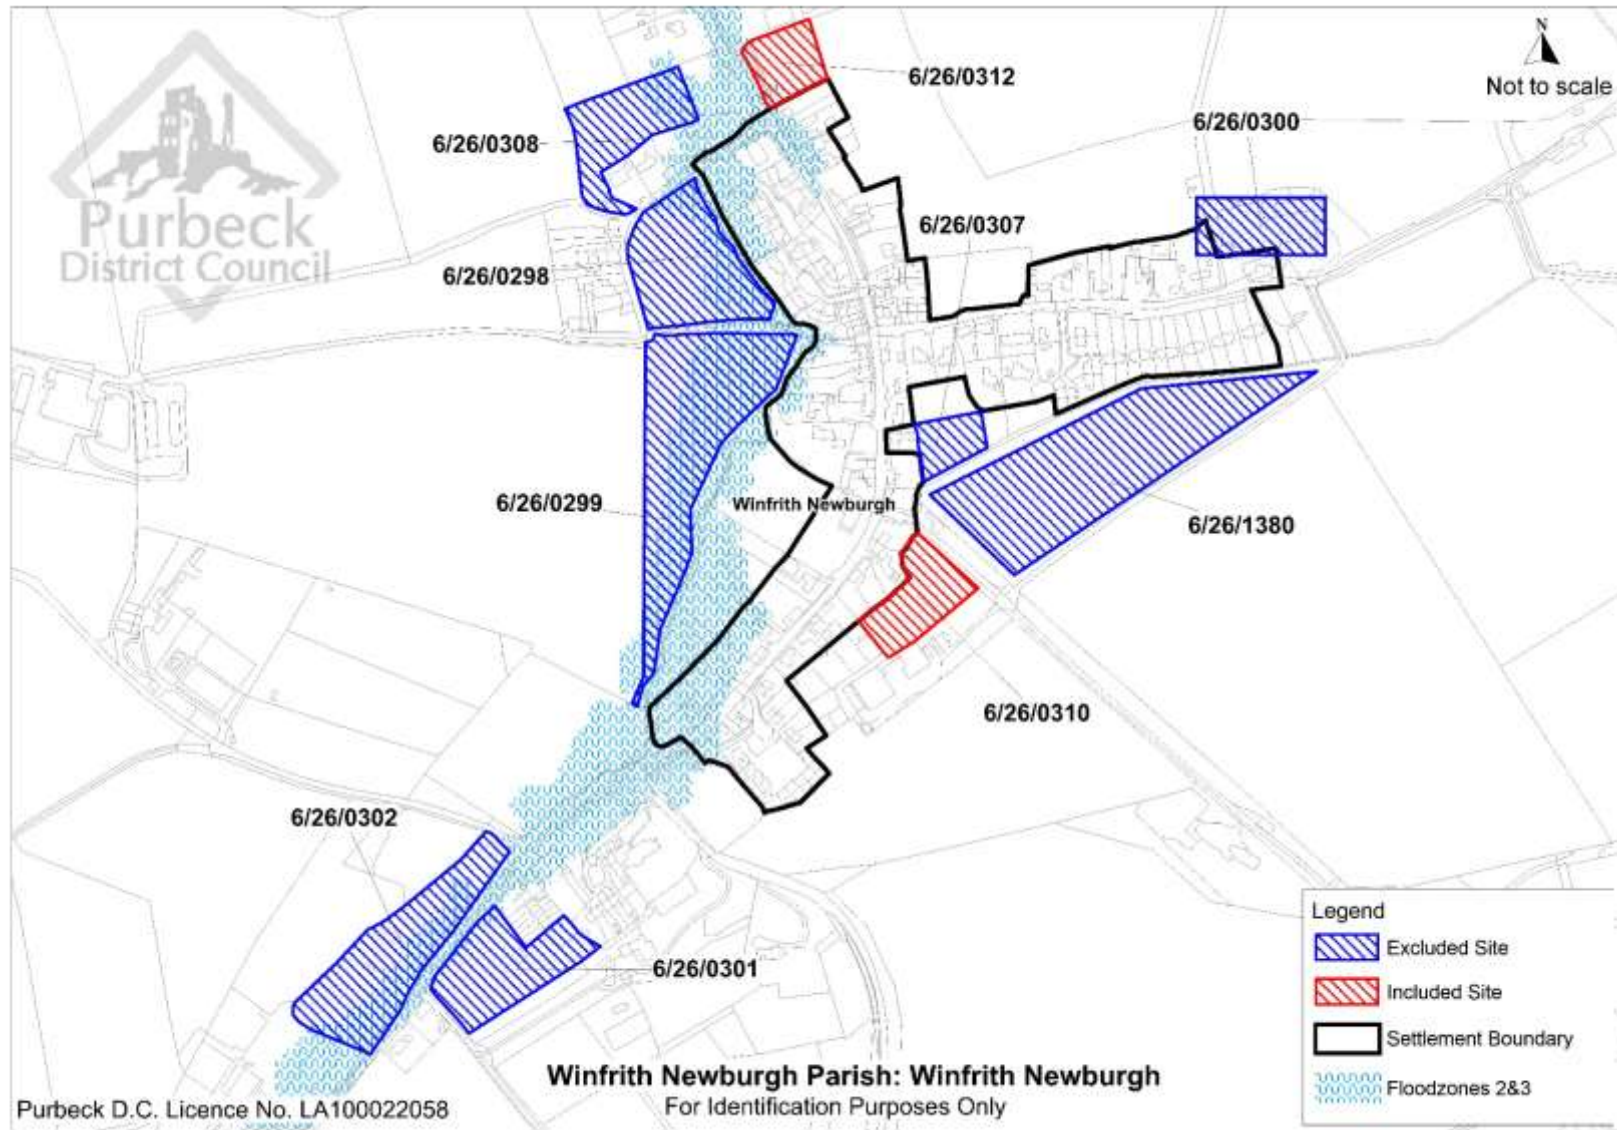 N
Not to scale
Purbeck
District Council
6/26/0312
6/26/0308
6/26/0300
6/26/0307
6/26/0298
6/26/0299
Winfrith Newburgh
6/26/1380
6/26/0310
6/26/0302
6/26/0301
Legend
Excluded Site
Included Site
Settlement Boundary
Floodzones 2&3
Winfrith Newburgh Parish: Winfrith Newburgh
For Identification Purposes Only
Purbeck D.C. Licence No. LA100022058